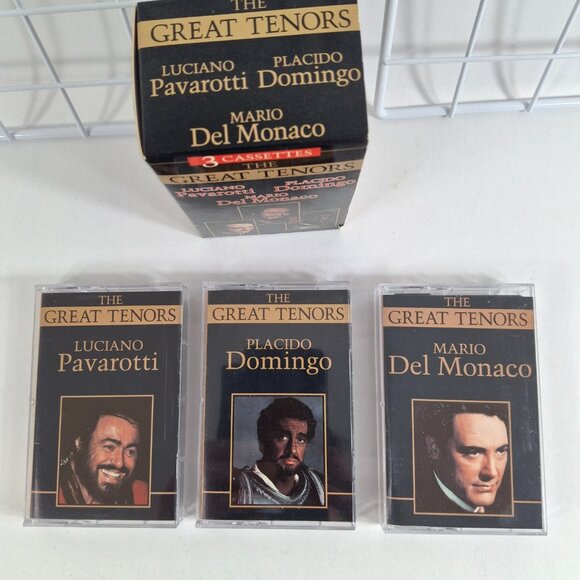 THE
GREAT TENORS
LUCIANO PLACIDO
Pavarotti Domingo
MARIO
Del Monaco
3 CASSETTES
THE
GREAT TENORS
LUCIANO PLACIDO
Pavarotti Domingo
MARIO
Del Monaco
THE
GREAT TENORS
LUCIANO
Pavarotti
THE
GREAT TENORS
PLACIDO
Domingo
THE
GREAT TENORS
MARIO
Del Monaco